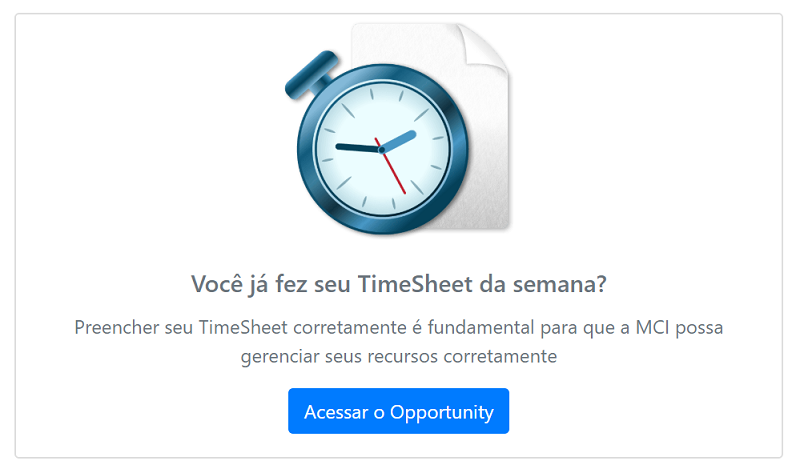 Você já fez seu TimeSheet da semana?
Preencher seu TimeSheet corretamente é fundamental para que a MCI possa
gerenciar seus recursos corretamente
Acessar o Opportunity